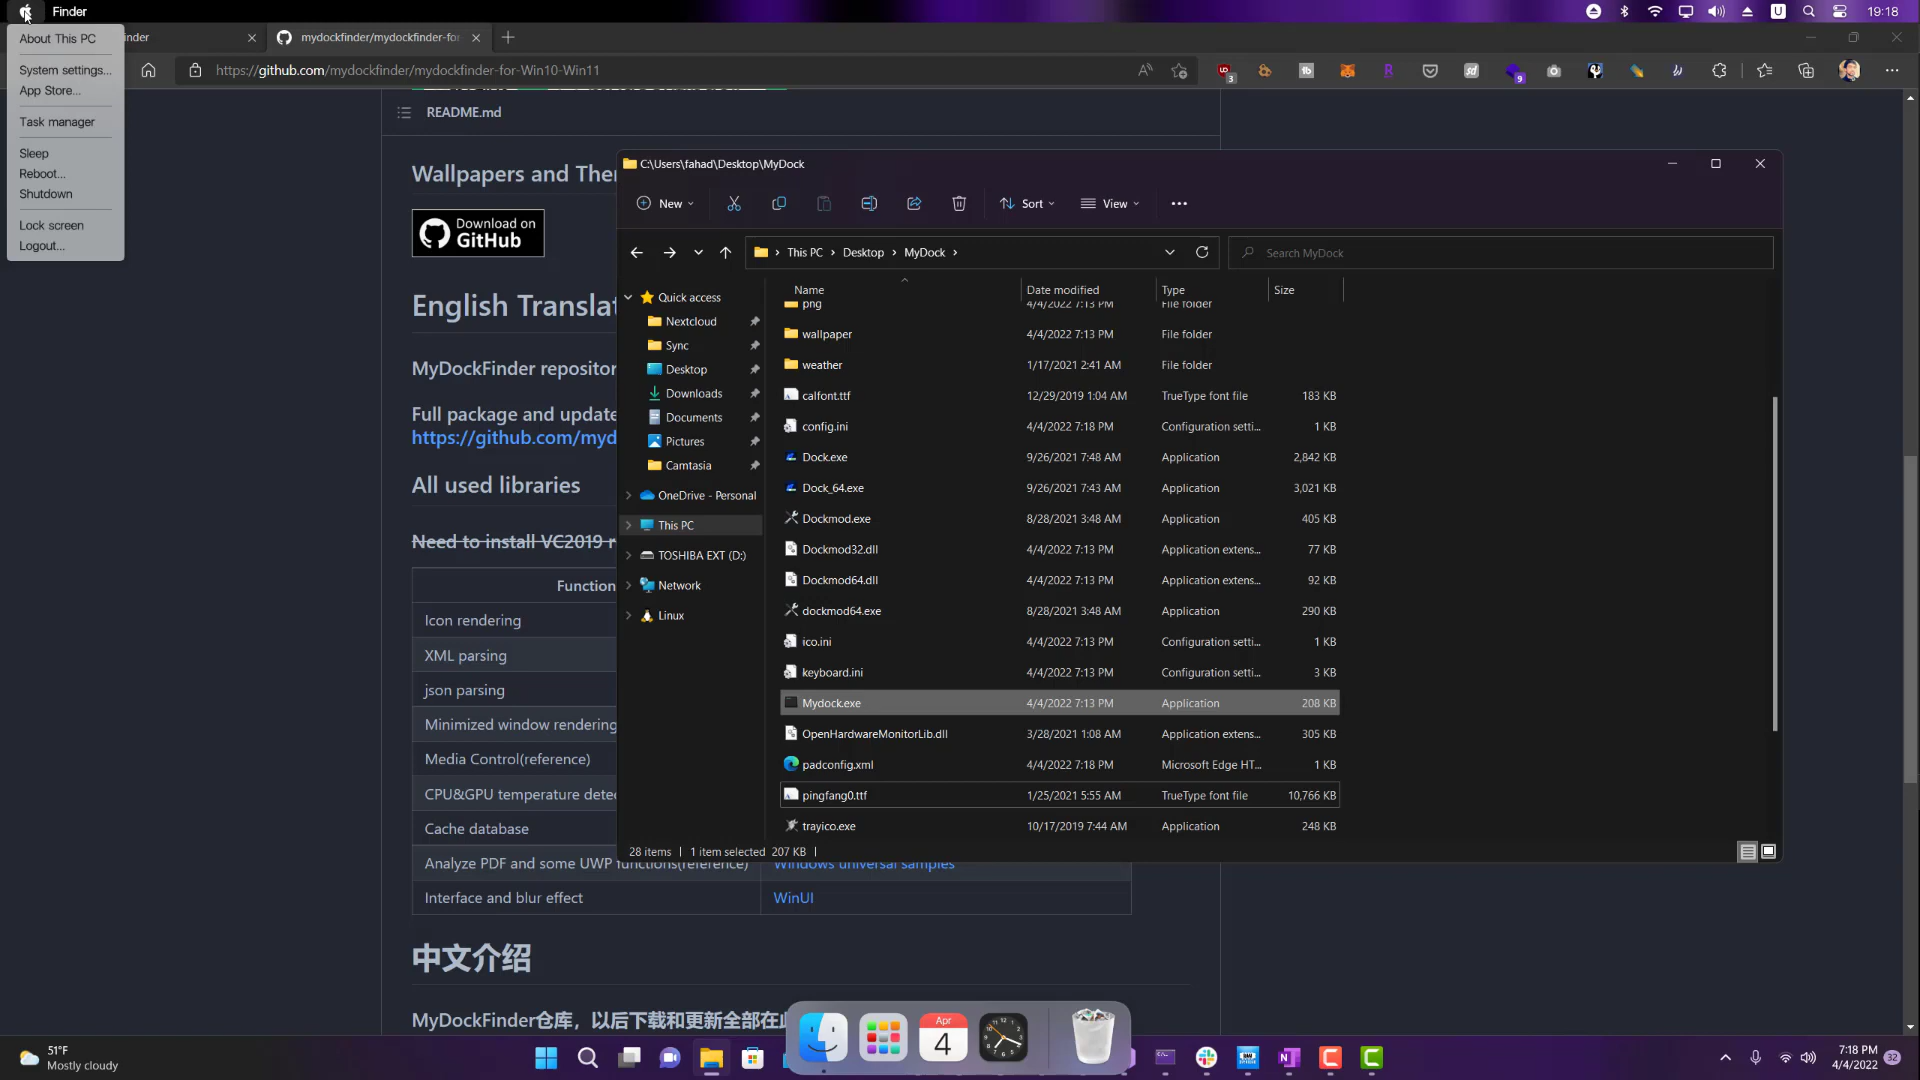 Finder
19:18
U
About This PC
System settings...
App Store...
Task manager
Sleep
Reboot...
Shutdown
Lock screen
Logout...
inder
mydockfinder/mydockfinder-for
https://github.com/mydockfinder/mydockfinder-for-Win10-Win11
3
9
README.md
Wallpapers and The
Download on
GitHub
English Translat
MyDockFinder repositor
Full package and update
https://github.com/myd
All used libraries
Need to install VC2019 r
Function
Icon rendering
XML parsing
json parsing
Minimized window rendering
Media Control(reference)
CPU&GPU temperature dete
Cache database
Analyze PDF and some UWP functions(reference)
Windows universal samples
Interface and blur effect
WinUI
中文介绍
MyDockFinder仓库，以后下载和更新全部在此
C:\Users\fahad\Desktop\MyDock
New
Sort
View
This PC
Desktop
MyDock
Search MyDock
Quick access
Nextcloud
Sync
Desktop
Downloads
Documents
Pictures
Camtasia
OneDrive - Personal
This PC
TOSHIBA EXT (D:)
Network
Linux
Name Date modified Type Size
png 4/4/2022 7:13 PM File folder
wallpaper 4/4/2022 7:13 PM File folder
weather 1/17/2021 2:41 AM File folder
calfont.ttf 12/29/2019 1:04 AM TrueType font file 183 KB
config.ini 4/4/2022 7:18 PM Configuration setti... 1 KB
Dock.exe 9/26/2021 7:48 AM Application 2,842 KB
Dock_64.exe 9/26/2021 7:43 AM Application 3,021 KB
Dockmod.exe 8/28/2021 3:48 AM Application 405 KB
Dockmod32.dll 4/4/2022 7:13 PM Application extens... 77 KB
Dockmod64.dll 4/4/2022 7:13 PM Application extens... 92 KB
dockmod64.exe 8/28/2021 3:48 AM Application 290 KB
ico.ini 4/4/2022 7:13 PM Configuration setti... 1 KB
keyboard.ini 4/4/2022 7:13 PM Configuration setti... 3 KB
Mydock.exe 4/4/2022 7:13 PM Application 208 KB
OpenHardwareMonitorLib.dll 3/28/2021 1:08 AM Application extens... 305 KB
padconfig.xml 4/4/2022 7:18 PM Microsoft Edge HT... 1 KB
pingfang0.ttf 1/25/2021 5:55 AM TrueType font file 10,766 KB
trayico.exe 10/17/2019 7:44 AM Application 248 KB
28 items 1 item selected 207 KB
Apr
4
51°F
Mostly cloudy
7:18 PM
4/4/2022
32